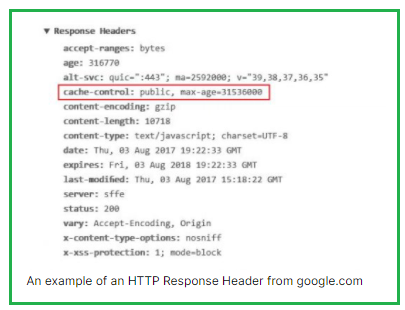 ▼ Response Headers
accept-ranges: bytes
age: 316770
alt-svc: quic=":443"; ma=2592000; v="39,38,37,36,35"
cache-control: public, max-age=31536000
content-encoding: gzip
content-length: 10718
content-type: text/javascript; charset=UTF-8
date: Thu, 03 Aug 2017 19:22:33 GMT
expires: Fri, 03 Aug 2018 19:22:33 GMT
last-modified: Thu, 03 Aug 2017 15:18:22 GMT
server: sffe
status: 200
vary: Accept-Encoding, Origin
x-content-type-options: nosniff
x-xss-protection: 1; mode=block
An example of an HTTP Response Header from google.com